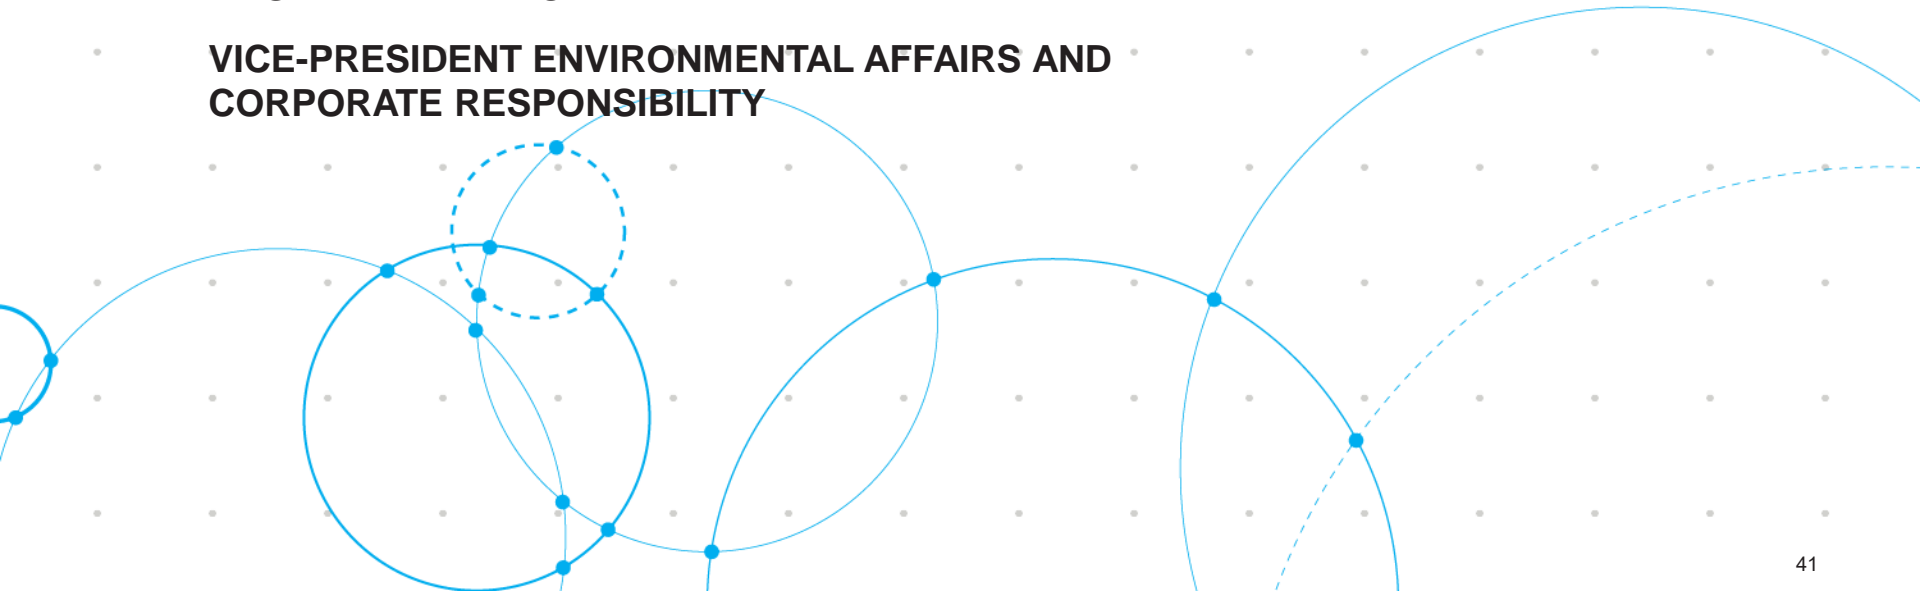 VICE-PRESIDENT ENVIRONMENTAL AFFAIRS AND
CORPORATE RESPONSIBILITY
41